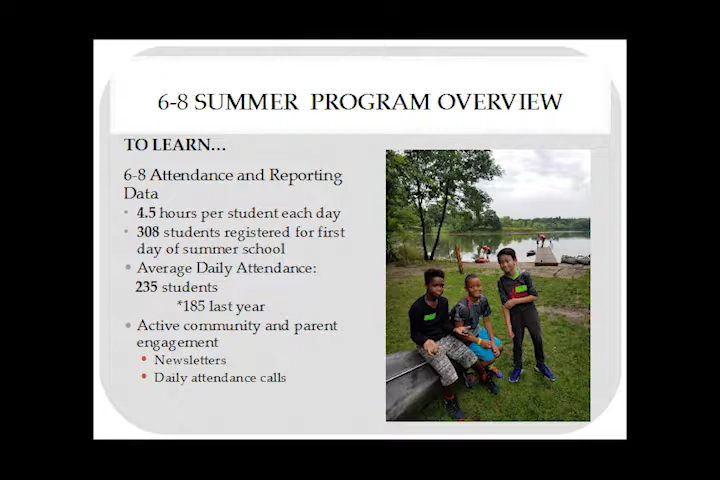 6-8 SUMMER PROGRAM OVERVIEW
TO LEARN...
6-8 Attendance and Reporting
Data
• 4.5 hours per student each day
• 308 students registered for first
day of summer school
• Average Daily Attendance:
235 students
*185 last year
• Active community and parent
engagement
• Newsletters
• Daily attendance calls